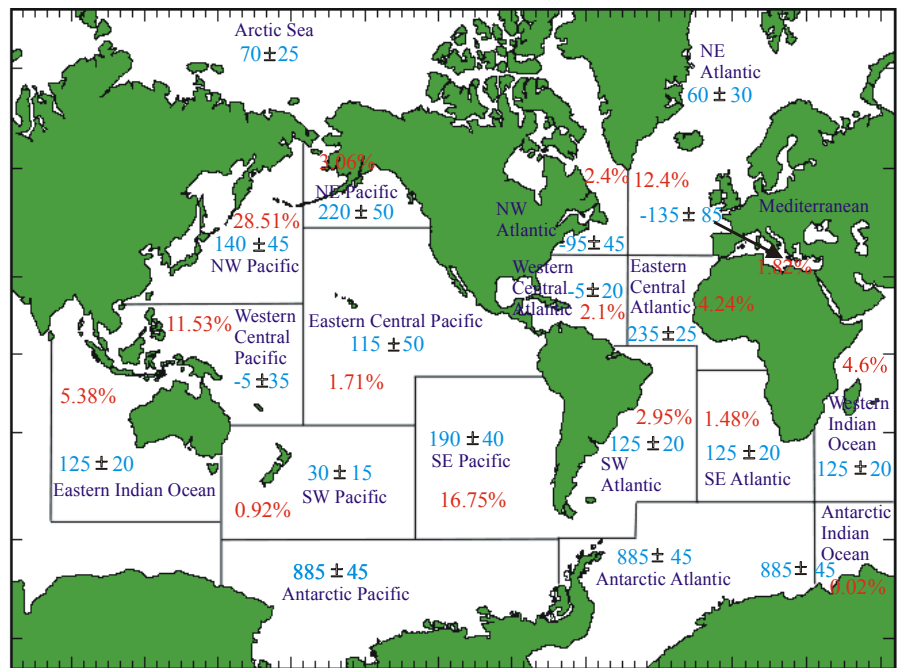 Arctic Sea
70±25
NE
Atlantic
60±30
3.06%
NE Pacific
220±50
2.4%
12.4%
NW
Atlantic
-95±45
-135±85
Mediterranean
1.82%
28.51%
140±45
NW Pacific
11.53%
Western
Central
Pacific
-5±35
Eastern Central Pacific
115±50
1.71%
Western
Central
Atlantic
-5±20
2.1%
Eastern
Central
Atlantic
235±25
4.24%
4.6%
Western
Indian
Ocean
125±20
5.38%
125±20
Eastern Indian Ocean
30±15
SW Pacific
0.92%
190±40
SE Pacific
16.75%
2.95%
125±20
SW
Atlantic
1.48%
125±20
SE Atlantic
885±45
Antarctic Pacific
885±45
Antarctic Atlantic
Antarctic
Indian
Ocean
885±45
0.02%